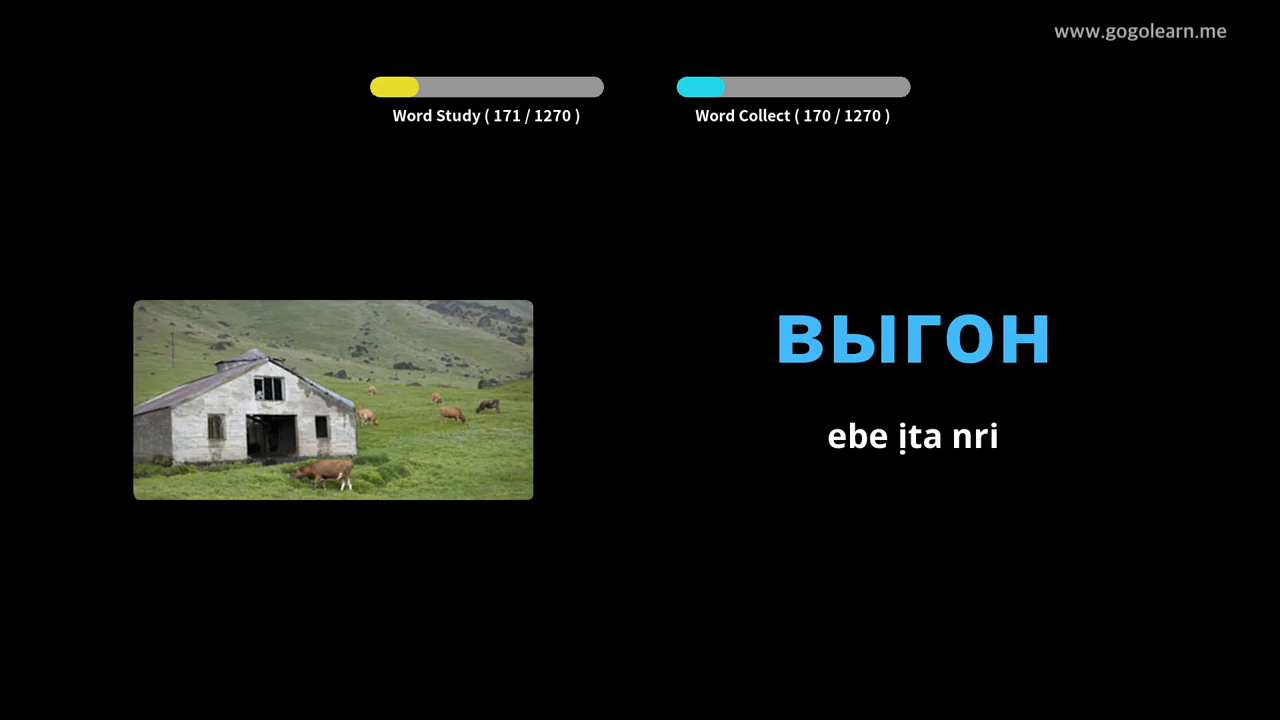 www.gogolearn.me
Word Study ( 171 / 1270 )
Word Collect ( 170 / 1270 )
выгон
ebe ịta nri